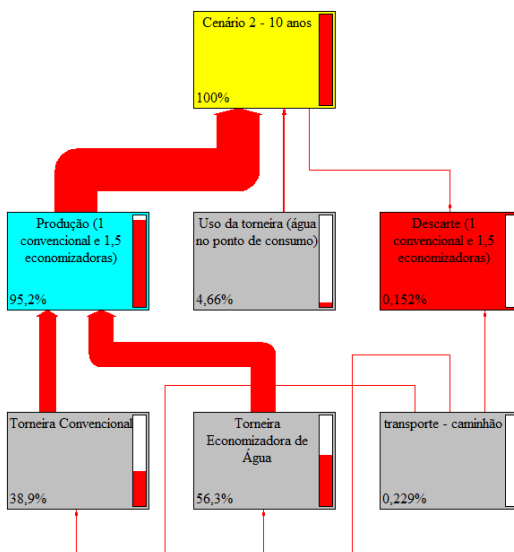 Cenário 2 - 10 anos
100%
Produção (1
convencional e 1,5
economizadoras)
95,2%
Uso da torneira (água
no ponto de consumo)
4,66%
Descarte (1
convencional e 1,5
economizadoras)
0,152%
Torneira Convencional
38,9%
Torneira
Economizadora de
Água
56,3%
transporte - caminhão
0,229%